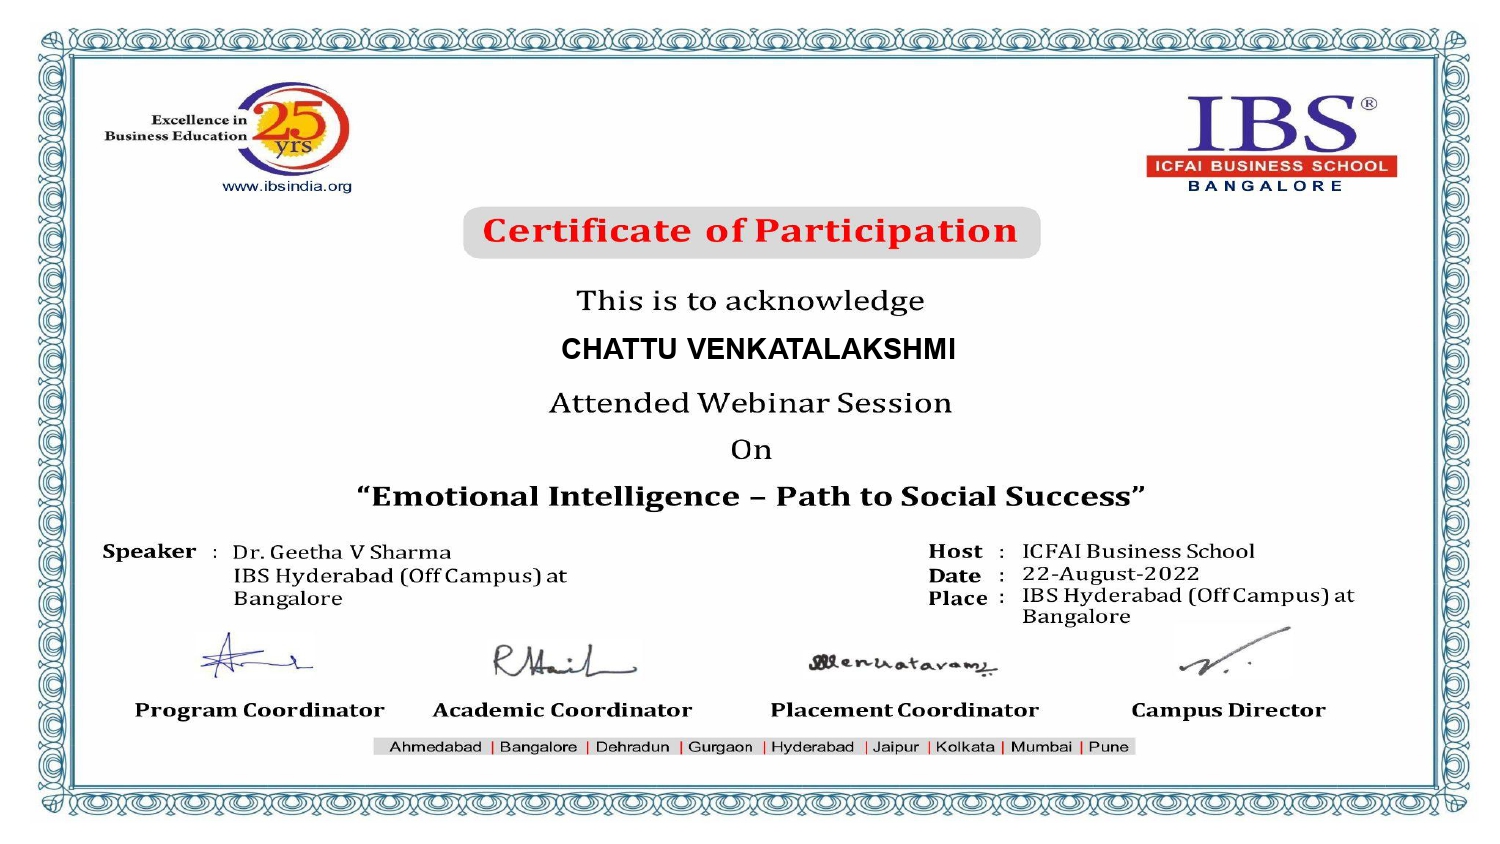 Excellence in
Business Education
25
yrs
www.ibsindia.org
IBS®
ICFAI BUSINESS SCHOOL
BANGALORE
Certificate of Participation
This is to acknowledge
CHATTU VENKATALAKSHMI
Attended Webinar Session
On
“Emotional Intelligence – Path to Social Success”
Speaker : Dr. Geetha V Sharma
IBS Hyderabad (Off Campus) at
Bangalore
Host : ICFAI Business School
Date : 22-August-2022
Place : IBS Hyderabad (Off Campus) at
Bangalore
Program Coordinator
Academic Coordinator
Placement Coordinator
Campus Director
Ahmedabad | Bangalore | Dehradun | Gurgaon | Hyderabad | Jaipur | Kolkata | Mumbai | Pune